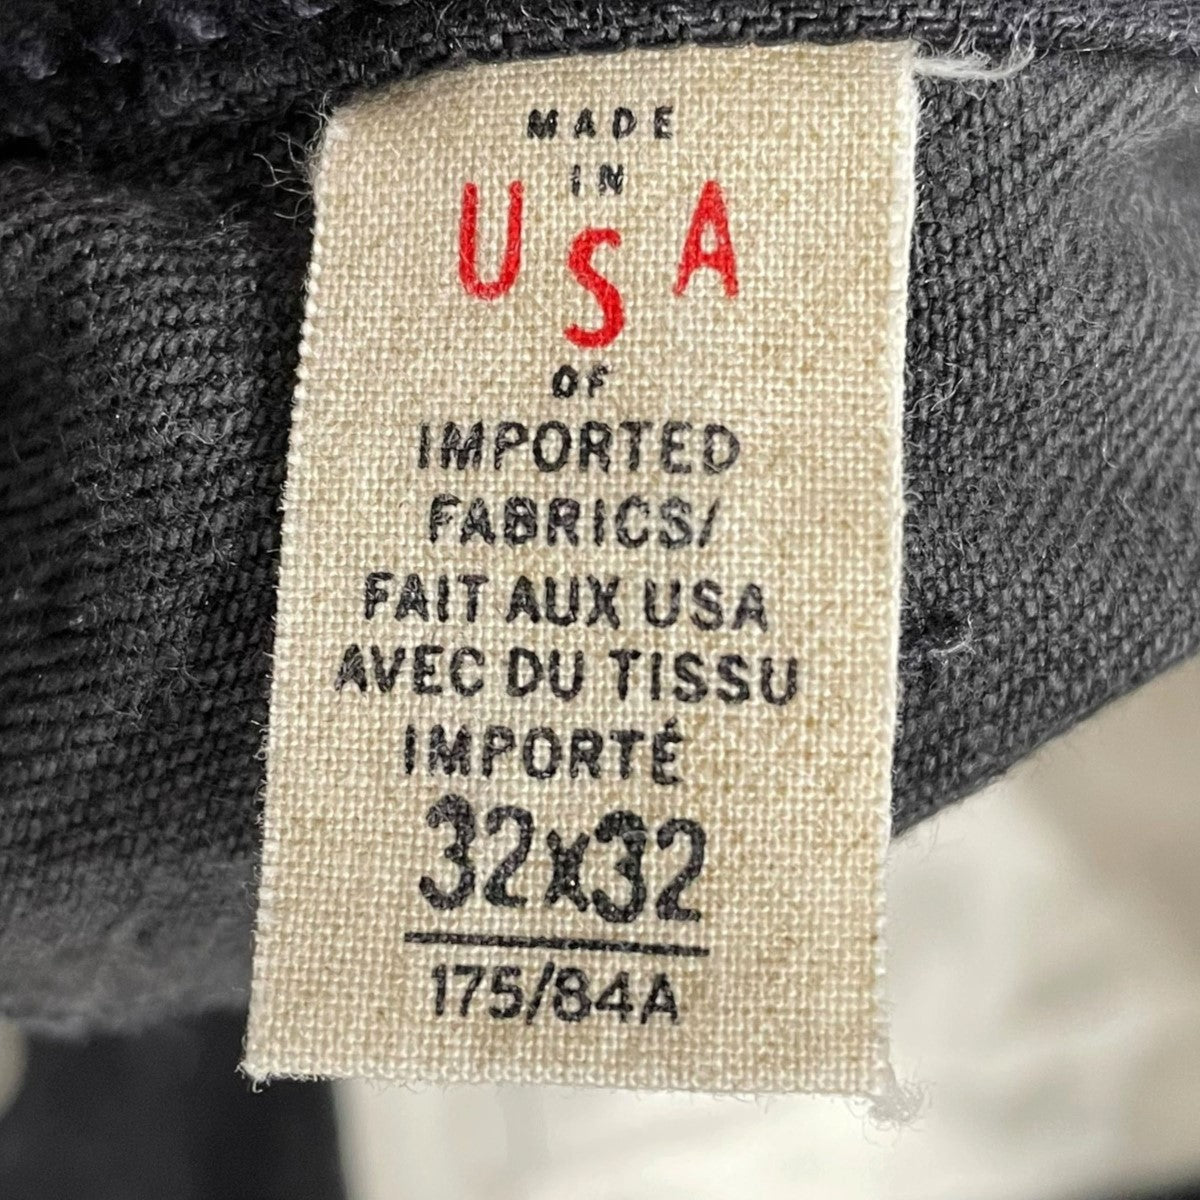 MADE
IN
USA
OF
IMPORTED
FABRICS/
FAIT AUX USA
AVEC DU TISSU
IMPORTÉ
32x32
175/84A